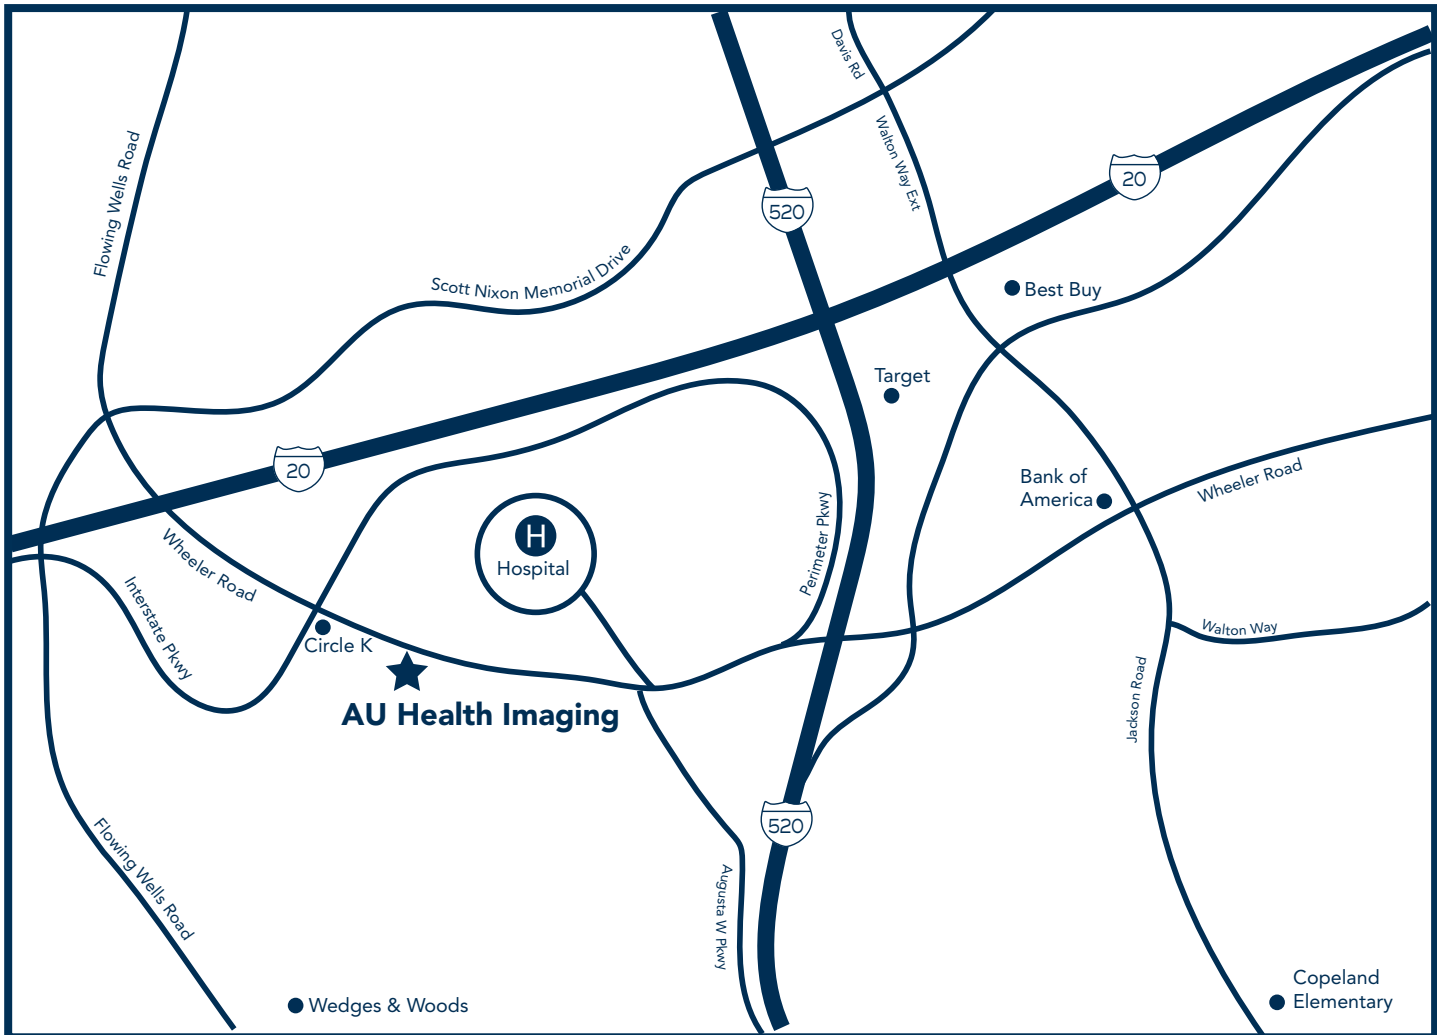 Davis Rd
Flowing Wells Road
Walton Way Ext
20
520
Scott Nixon Memorial Drive
Best Buy
Target
20
Bank of
America
Wheeler Road
Perimeter Pkwy
H
Hospital
Wheeler Road
Interstate Pkwy
Circle K
Walton Way
Jackson Road
AU Health Imaging
520
Flowing Wells Road
Augusta W Pkwy
Copeland
Elementary
Wedges & Woods